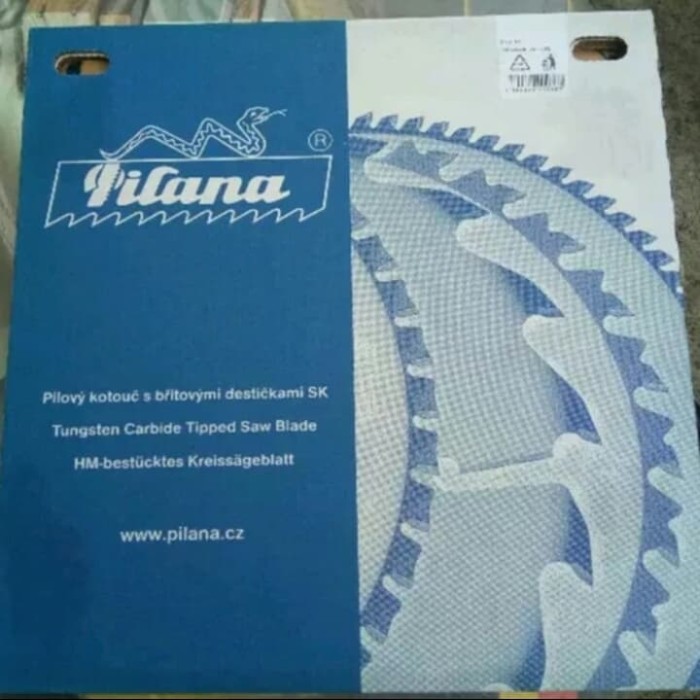 Pilana
®
Pilový kotouč s břitovými destičkami SK
Tungsten Carbide Tipped Saw Blade
HM-bestücktes Kreissägeblatt
www.pilana.cz